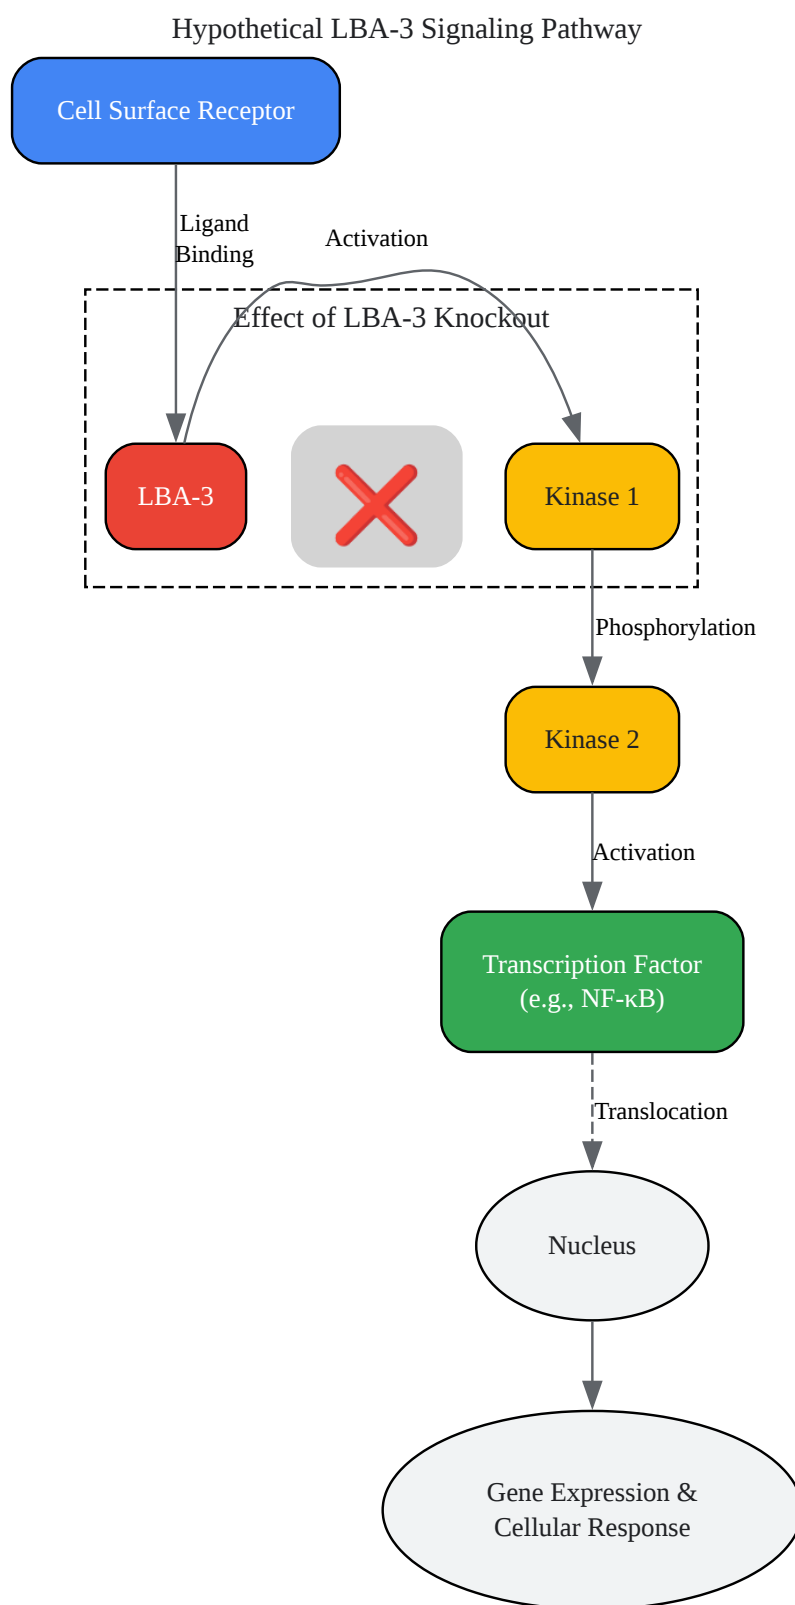 Hypothetical LBA-3 Signaling Pathway
Cell Surface Receptor
Ligand
Binding
Activation
Effect of LBA-3 Knockout
LBA-3
Kinase 1
Phosphorylation
Kinase 2
Activation
Transcription Factor
(e.g., NF-κB)
Translocation
Nucleus
Gene Expression &
Cellular Response